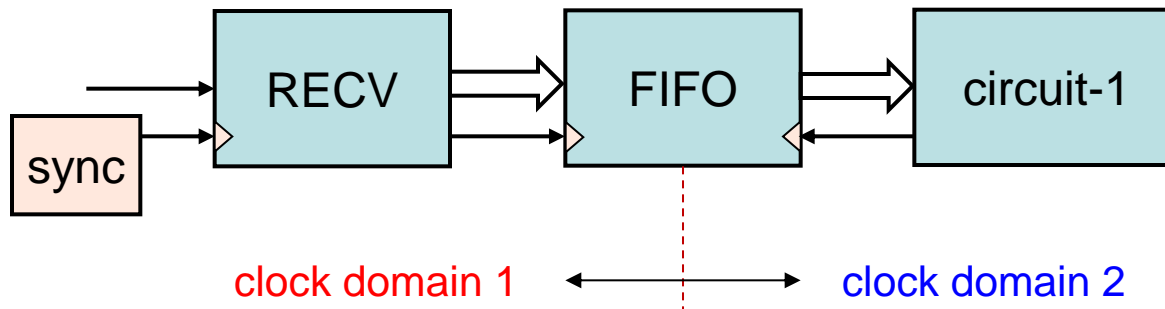 RECV
FIFO
circuit-1
sync
clock domain 1
clock domain 2